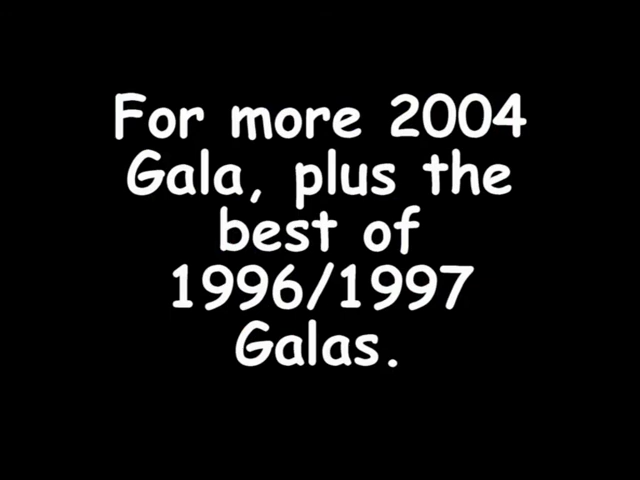 For more 2004
Gala, plus the
best of
1996/1997
Galas.